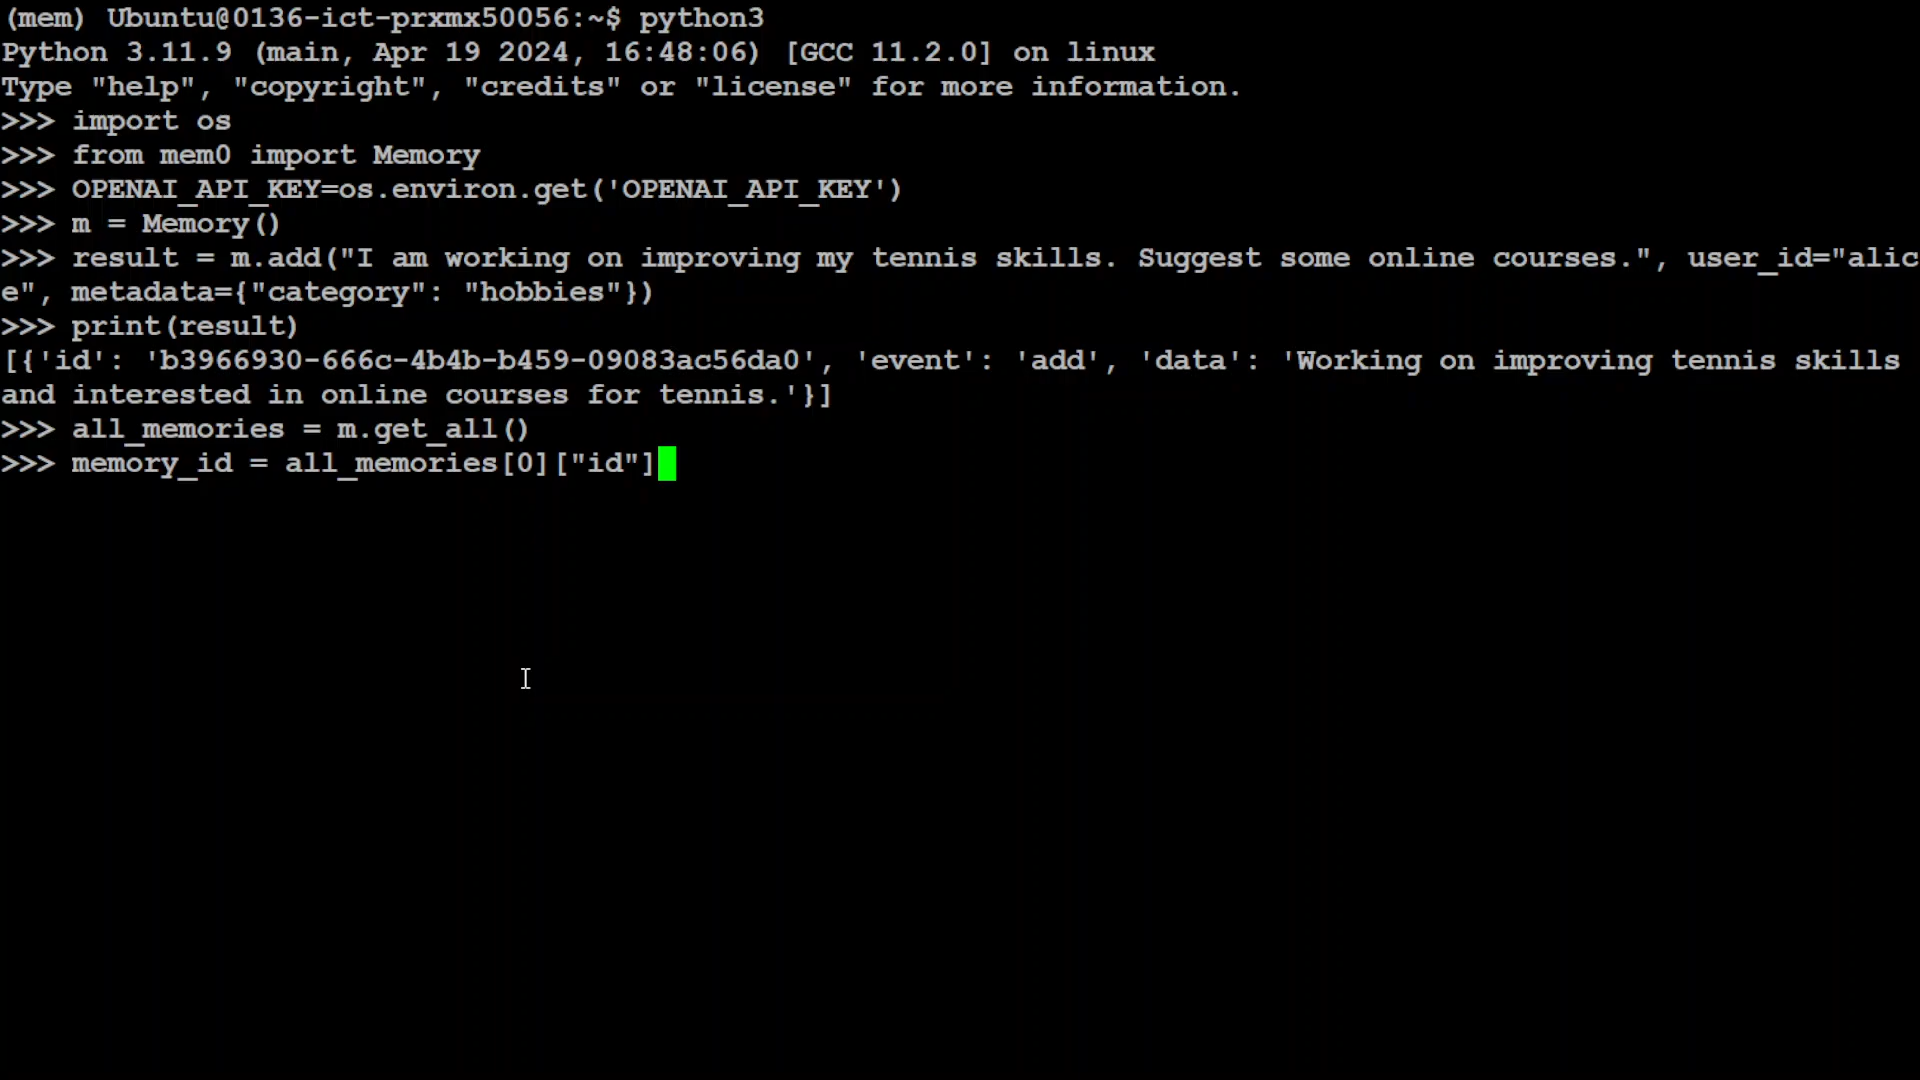 (mem) Ubuntu@0136-ict-prxmx50056:~$ python3
Python 3.11.9 (main, Apr 19 2024, 16:48:06) [GCC 11.2.0] on linux
Type "help", "copyright", "credits" or "license" for more information.
>>> import os
>>> from mem0 import Memory
>>> OPENAI_API_KEY=os.environ.get('OPENAI_API_KEY')
>>> m = Memory()
>>> result = m.add("I am working on improving my tennis skills. Suggest some online courses.", user_id="alic
e", metadata={"category": "hobbies"})
>>> print(result)
[{'id': 'b3966930-666c-4b4b-b459-09083ac56da0', 'event': 'add', 'data': 'Working on improving tennis skills
and interested in online courses for tennis.'}]
>>> all_memories = m.get_all()
>>> memory_id = all_memories[0]["id"]